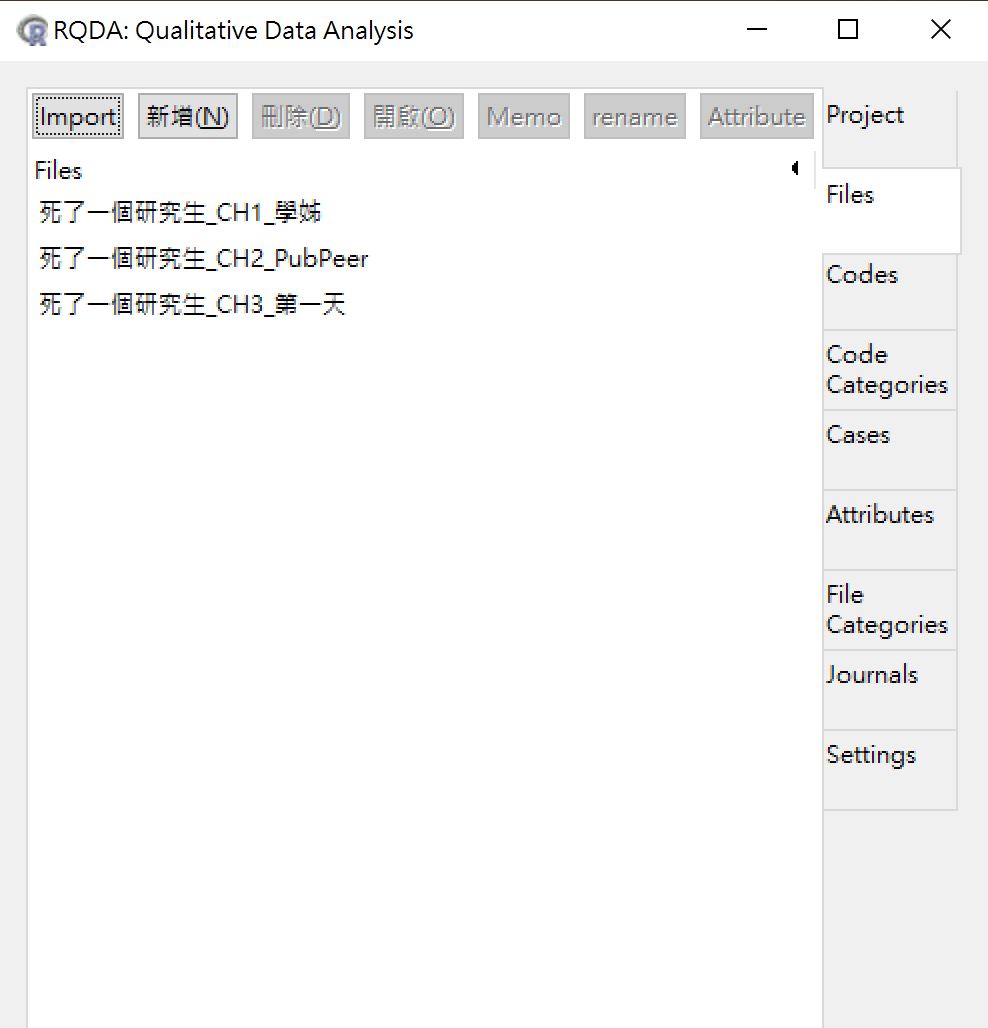 RQDA: Qualitative Data Analysis
Import 新增(N) 刪除(D) 開啟(O) Memo rename Attribute
Files
死了一個研究生_CH1_學姊
死了一個研究生_CH2_PubPeer
死了一個研究生_CH3_第一天
Project
Files
Codes
Code
Categories
Cases
Attributes
File
Categories
Journals
Settings